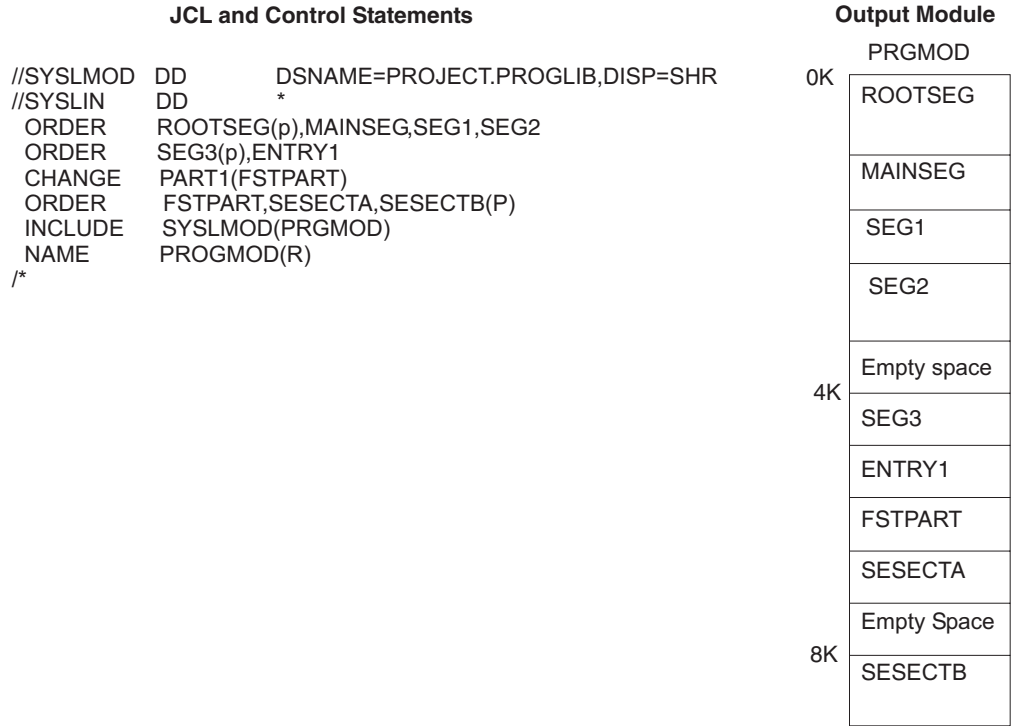 JCL and Control Statements
//SYSLMOD DD DSNAME=PROJECT.PROGLIB,DISP=SHR
//SYSLIN DD *
ORDER ROOTSEG(p),MAINSEG,SEG1,SEG2
ORDER SEG3(p),ENTRY1
CHANGE PART1(FSTPART)
ORDER FSTPART,SESECTA,SESECTB(P)
INCLUDE SYSLMOD(PRGMOD)
NAME PROGMOD(R)
/*
Output Module
PRGMOD
0K
ROOTSEG
MAINSEG
SEG1
SEG2
Empty space
4K
SEG3
ENTRY1
FSTPART
SESECTA
Empty Space
8K
SESECTB